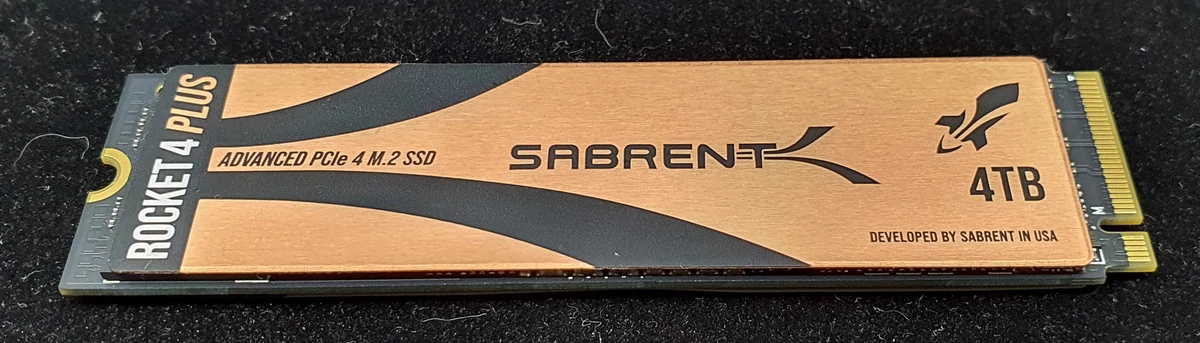 ROCKET 4 PLUS
ADVANCED PCIe 4 M.2 SSD
SABRENT
4TB
DEVELOPED BY SABRENT IN USA
M